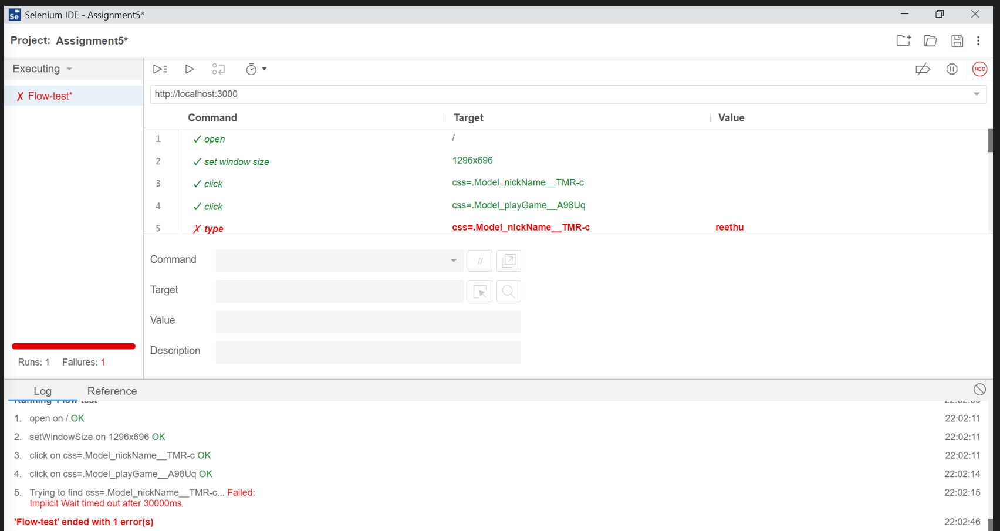 Selenium IDE - Assignment5*
Project: Assignment5*
Executing
Flow-test*
REC
http://localhost:3000
Command Target Value
1 ✓ open /
2 ✓ set window size 1296x696
3 ✓ click css=.Model_nickName__TMR-c
4 ✓ click css=.Model_playGame__A98Uq
5 ✗ type css=.Model_nickName__TMR-c reethu
Command //
Target
Value
Description
Runs: 1 Failures: 1
Log Reference
Running 'Flow-test'
1. open on / OK 22:02:11
2. setWindowSize on 1296x696 OK 22:02:11
3. click on css=.Model_nickName__TMR-c OK 22:02:11
4. click on css=.Model_playGame__A98Uq OK 22:02:14
5. Trying to find css=.Model_nickName__TMR-c... Failed: 22:02:15
Implicit Wait timed out after 30000ms
'Flow-test' ended with 1 error(s) 22:02:46